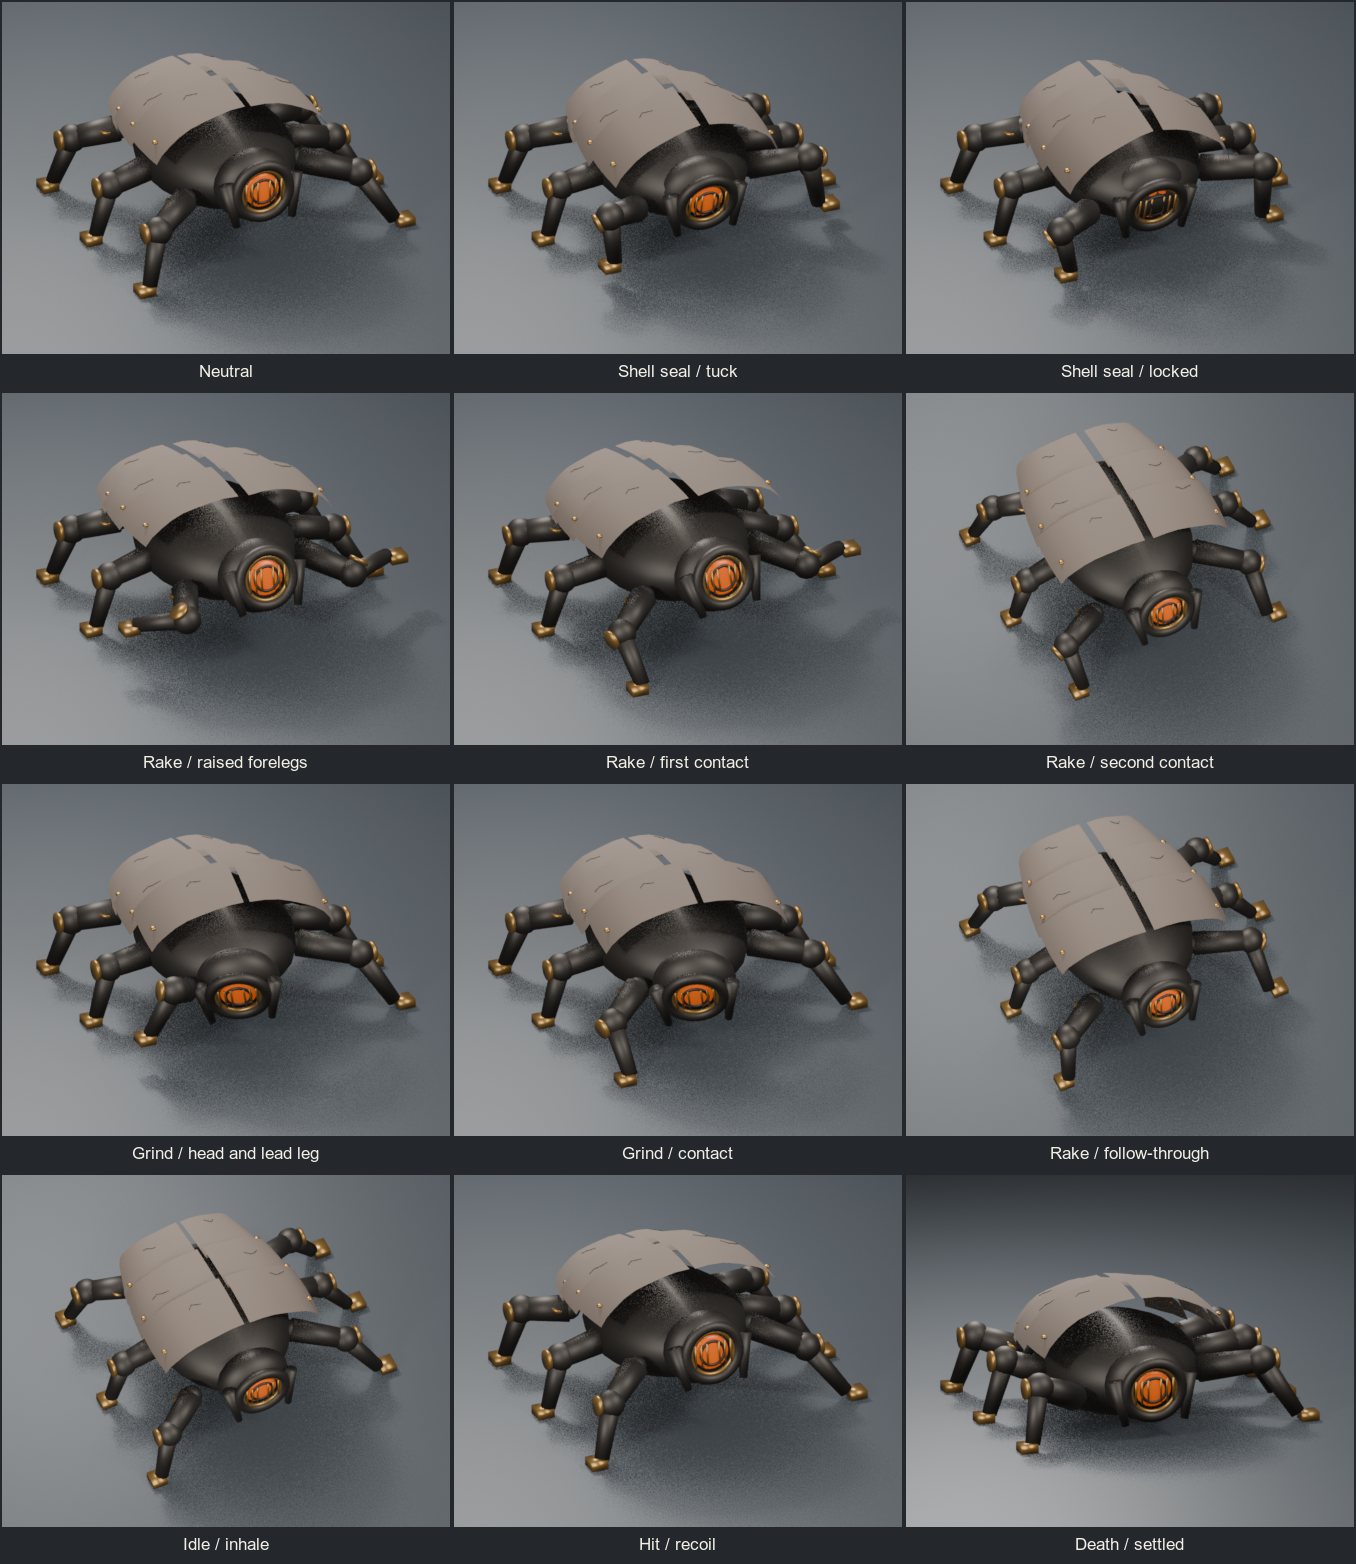 Neutral
Shell seal / tuck
Shell seal / locked
Rake / raised forelegs
Rake / first contact
Rake / second contact
Grind / head and lead leg
Grind / contact
Rake / follow-through
Idle / inhale
Hit / recoil
Death / settled